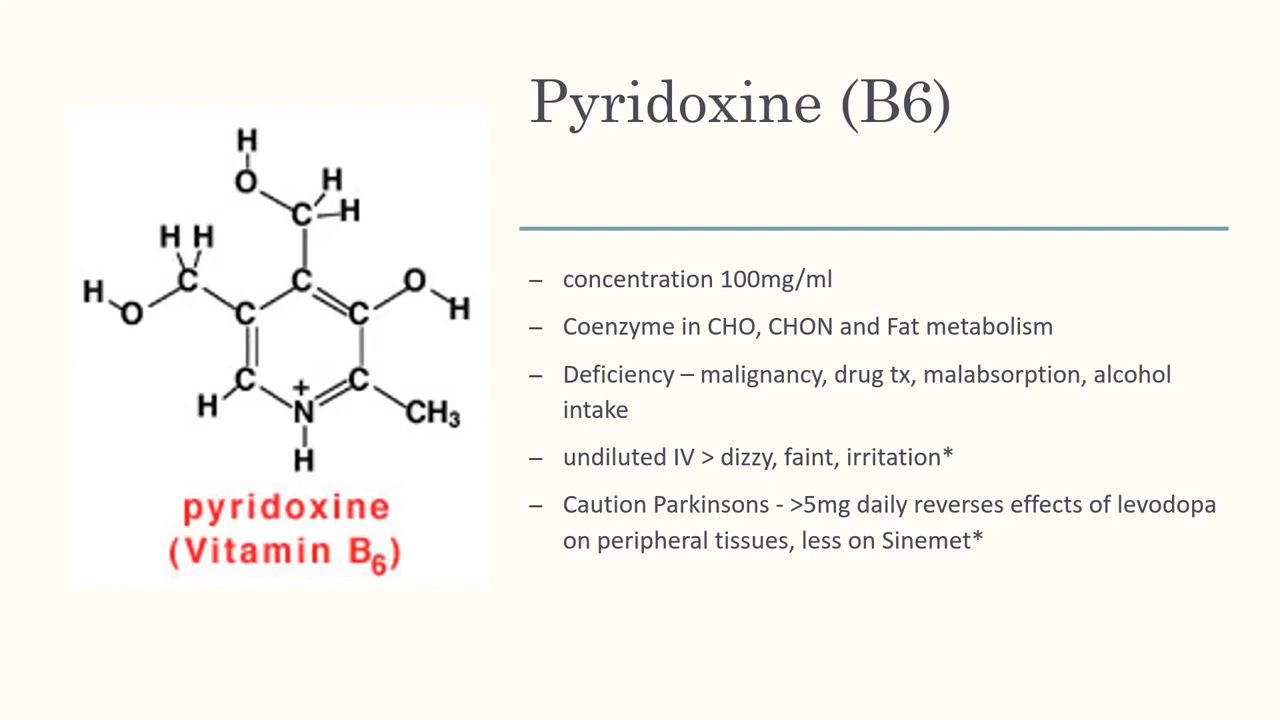 Pyridoxine (B6)
H
O H
C H
H H
H C C O
O C C H
C C
H + N CH3
H
pyridoxine
(Vitamin B6)
– concentration 100mg/ml
– Coenzyme in CHO, CHON and Fat metabolism
– Deficiency – malignancy, drug tx, malabsorption, alcohol
intake
– undiluted IV > dizzy, faint, irritation*
– Caution Parkinsons - >5mg daily reverses effects of levodopa
on peripheral tissues, less on Sinemet*